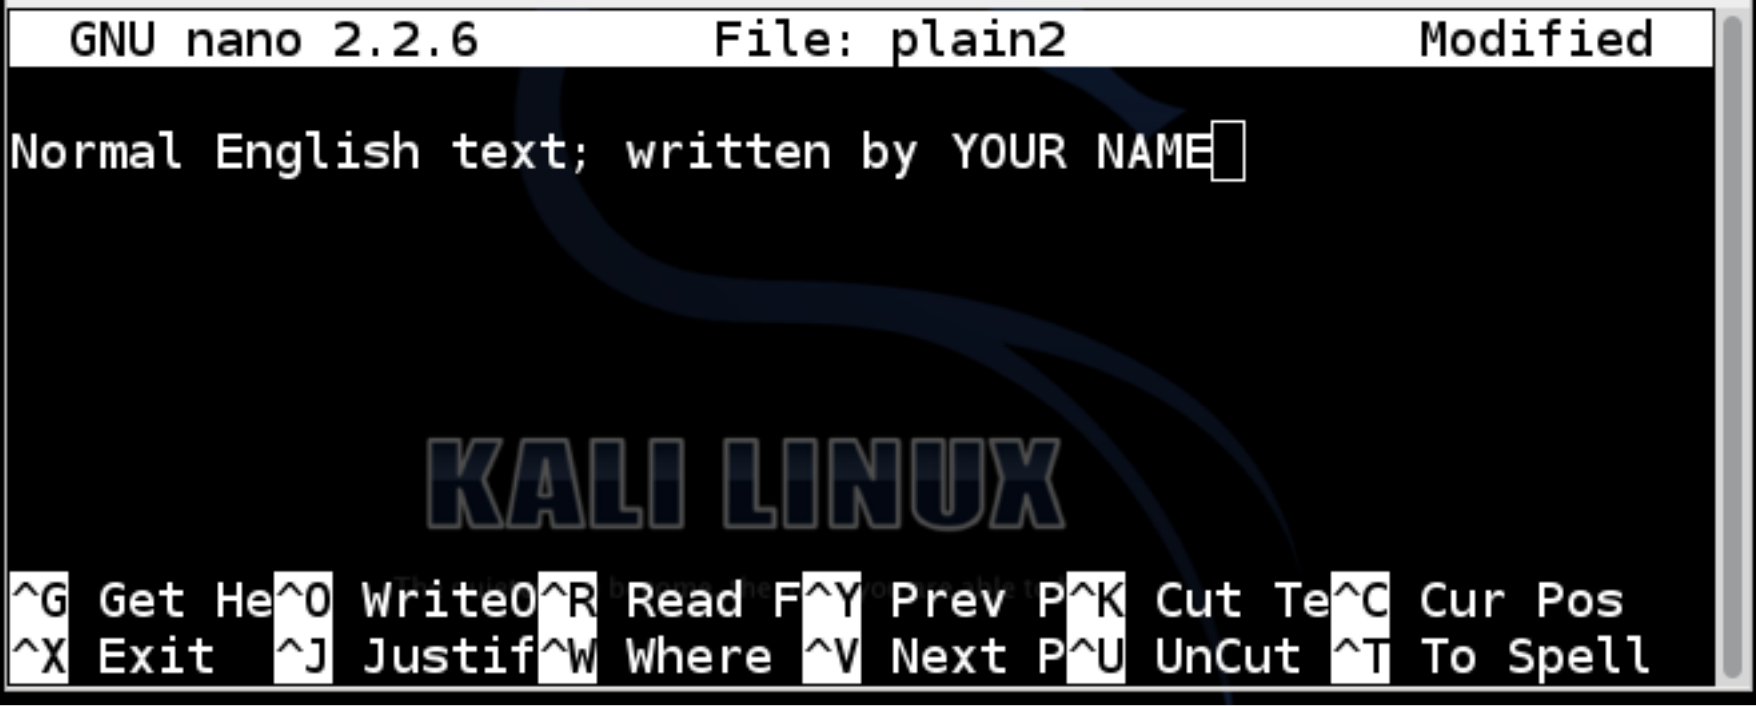 GNU nano 2.2.6 File: plain2 Modified
Normal English text; written by YOUR NAME
KALI LINUX
^G Get He^O WriteO^R Read F^Y Prev P^K Cut Te^C Cur Pos
^X Exit ^J Justif^W Where ^V Next P^U UnCut ^T To Spell